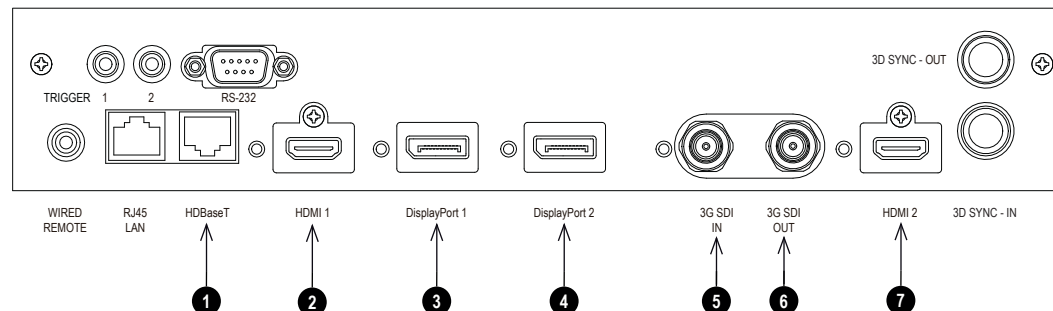 3D SYNC - OUT
TRIGGER 1 2 RS-232
WIRED REMOTE
RJ45 LAN
HDBaseT
HDMI 1
DisplayPort 1
DisplayPort 2
3G SDI IN
3G SDI OUT
HDMI 2
3D SYNC - IN
1 2 3 4 5 6 7